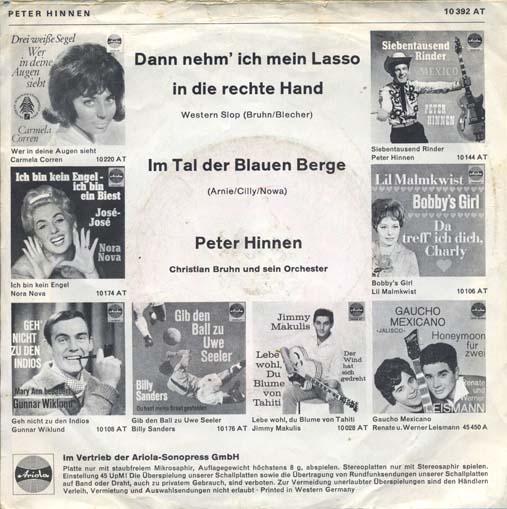 PETER HINNEN
10 392 AT
Drei weiße Segel
Wer
in deine
Augen
sieht
Carmela
Corren
Wer in deine Augen sieht
Carmela Corren 10 220 AT
Dann nehm' ich mein Lasso
in die rechte Hand
Western Slop (Bruhn/Blecher)
Siebentausend
Rinder
MEXICO
PETER
HINNEN
Siebentausend Rinder
Peter Hinnen 10 144 AT
Im Tal der Blauen Berge
(Arnie/Cilly/Nowa)
Ich bin kein Engel-
ich bin
ein Biest
José-
José
Nora
Nova
Ich bin kein Engel
Nora Nova 10 174 AT
Peter Hinnen
Christian Bruhn und sein Orchester
Lil Malmkwist
Bobby's Girl
Da
treff' ich dich,
Charly
Bobby's Girl
Lil Malmkwist 10 106 AT
GEH'
NICHT
ZU DEN
INDIOS
Gunnar Wiklund
Geh nicht zu den Indios
Gunnar Wiklund 10 108 AT
Gib den
Ball zu
Uwe
Seeler
Billy
Sanders
Gib den Ball zu Uwe Seeler
Billy Sanders 10 176 AT
Jimmy
Makulis
Lebe
wohl,
Du
Blume
von Tahiti
Der Wind
hat sich
gedreht
Lebe wohl, du Blume von Tahiti
Jimmy Makulis 10 028 AT
GAUCHO
MEXICANO
-JALISCO-
Honeymoon
für
zwei
Renate
und
Werner
LEISMANN
Gaucho Mexicano
Renate u. Werner Leismann 45 450 A
Ariola
Im Vertrieb der Ariola-Sonopress GmbH
Platte nur mit staubfreiem Mikrosaphir, Auflagegewicht höchstens 8 g, abspielen. Stereoplatten nur mit Stereosaphir spielen.
Einstellung 45 UpM! Die Überspielung unserer Schallplatten sowie die Übertragung von Rundfunksendungen unserer Schallplatten
auf Band oder Draht, auch zu privatem Gebrauch, sind verboten. Zur Vermeidung unerlaubter Überspielungen sind den Händlern
Verleih, Vermietung und Auswahlsendungen nicht erlaubt · Printed in Western Germany